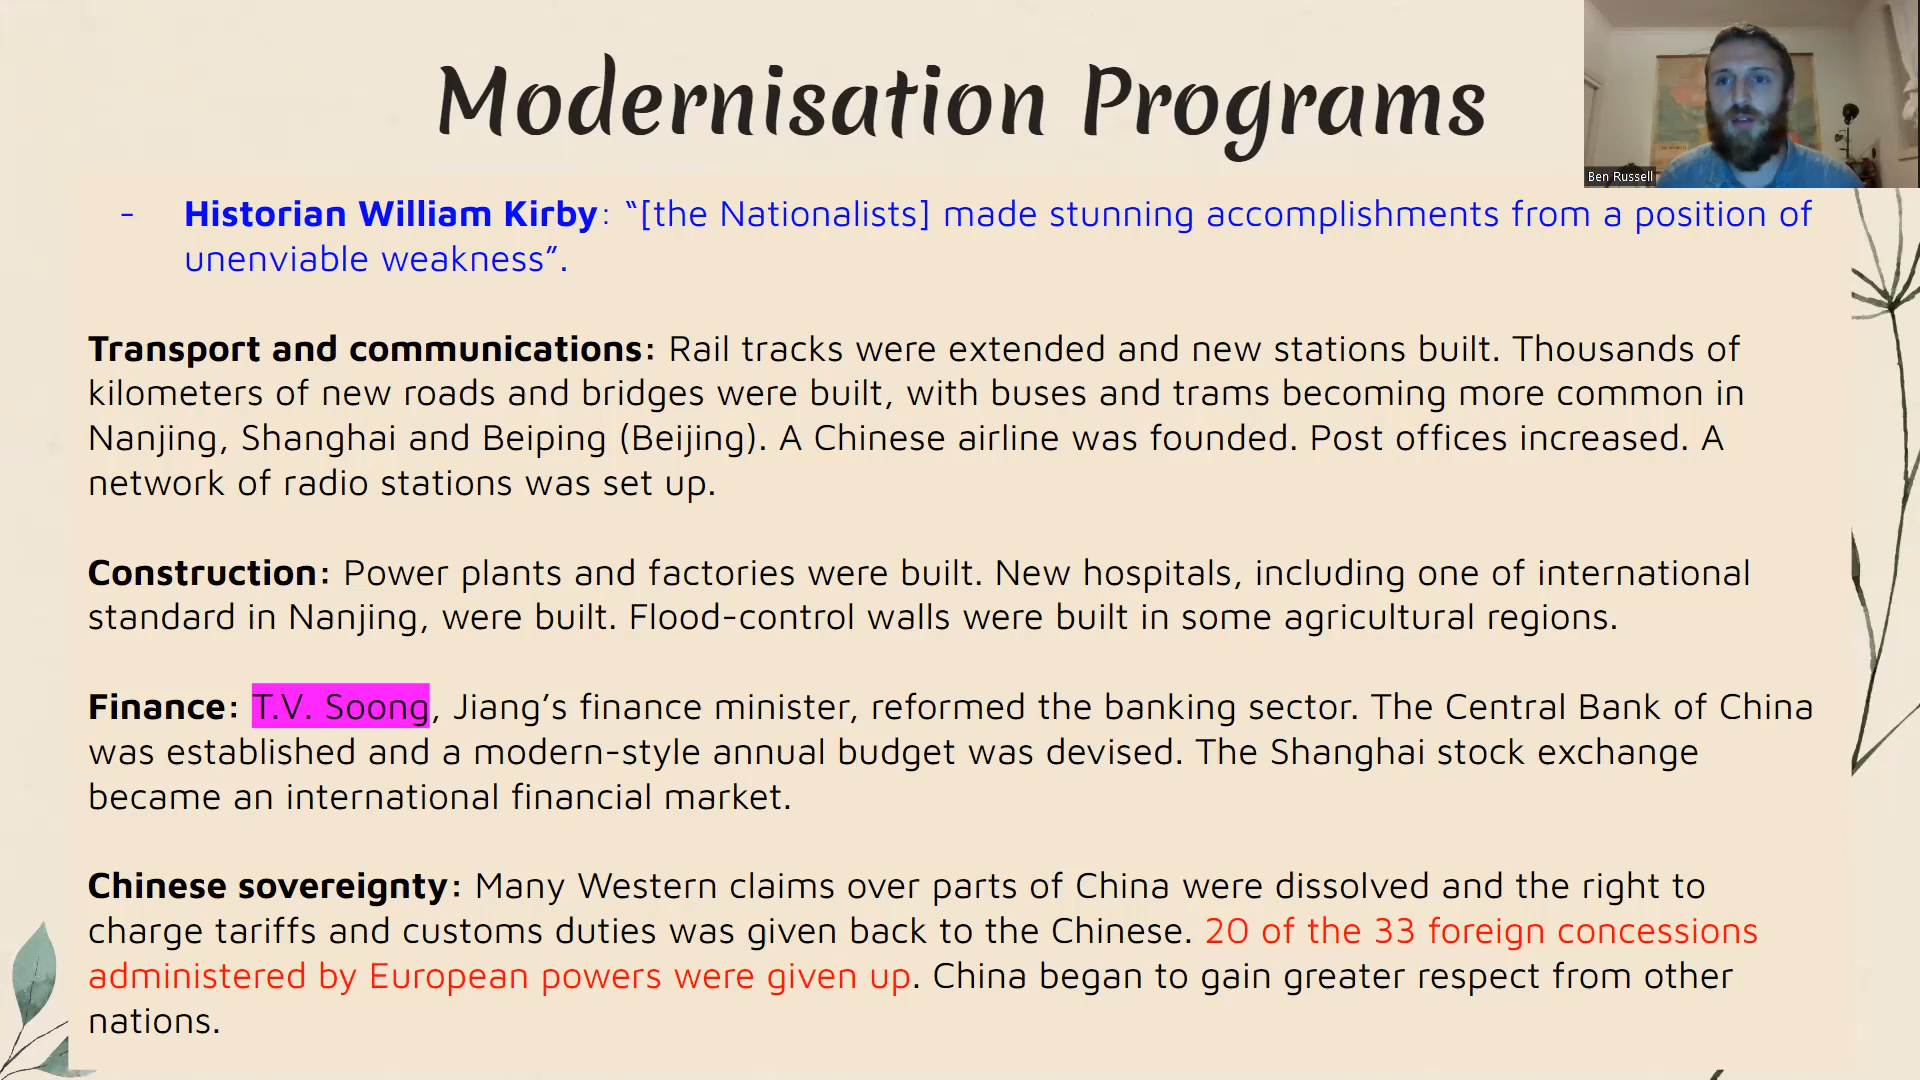 Modernisation Programs
Ben Russell
- Historian William Kirby: “[the Nationalists] made stunning accomplishments from a position of
unenviable weakness”.
Transport and communications: Rail tracks were extended and new stations built. Thousands of
kilometers of new roads and bridges were built, with buses and trams becoming more common in
Nanjing, Shanghai and Beiping (Beijing). A Chinese airline was founded. Post offices increased. A
network of radio stations was set up.
Construction: Power plants and factories were built. New hospitals, including one of international
standard in Nanjing, were built. Flood-control walls were built in some agricultural regions.
Finance: T.V. Soong, Jiang’s finance minister, reformed the banking sector. The Central Bank of China
was established and a modern-style annual budget was devised. The Shanghai stock exchange
became an international financial market.
Chinese sovereignty: Many Western claims over parts of China were dissolved and the right to
charge tariffs and customs duties was given back to the Chinese. 20 of the 33 foreign concessions
administered by European powers were given up. China began to gain greater respect from other
nations.